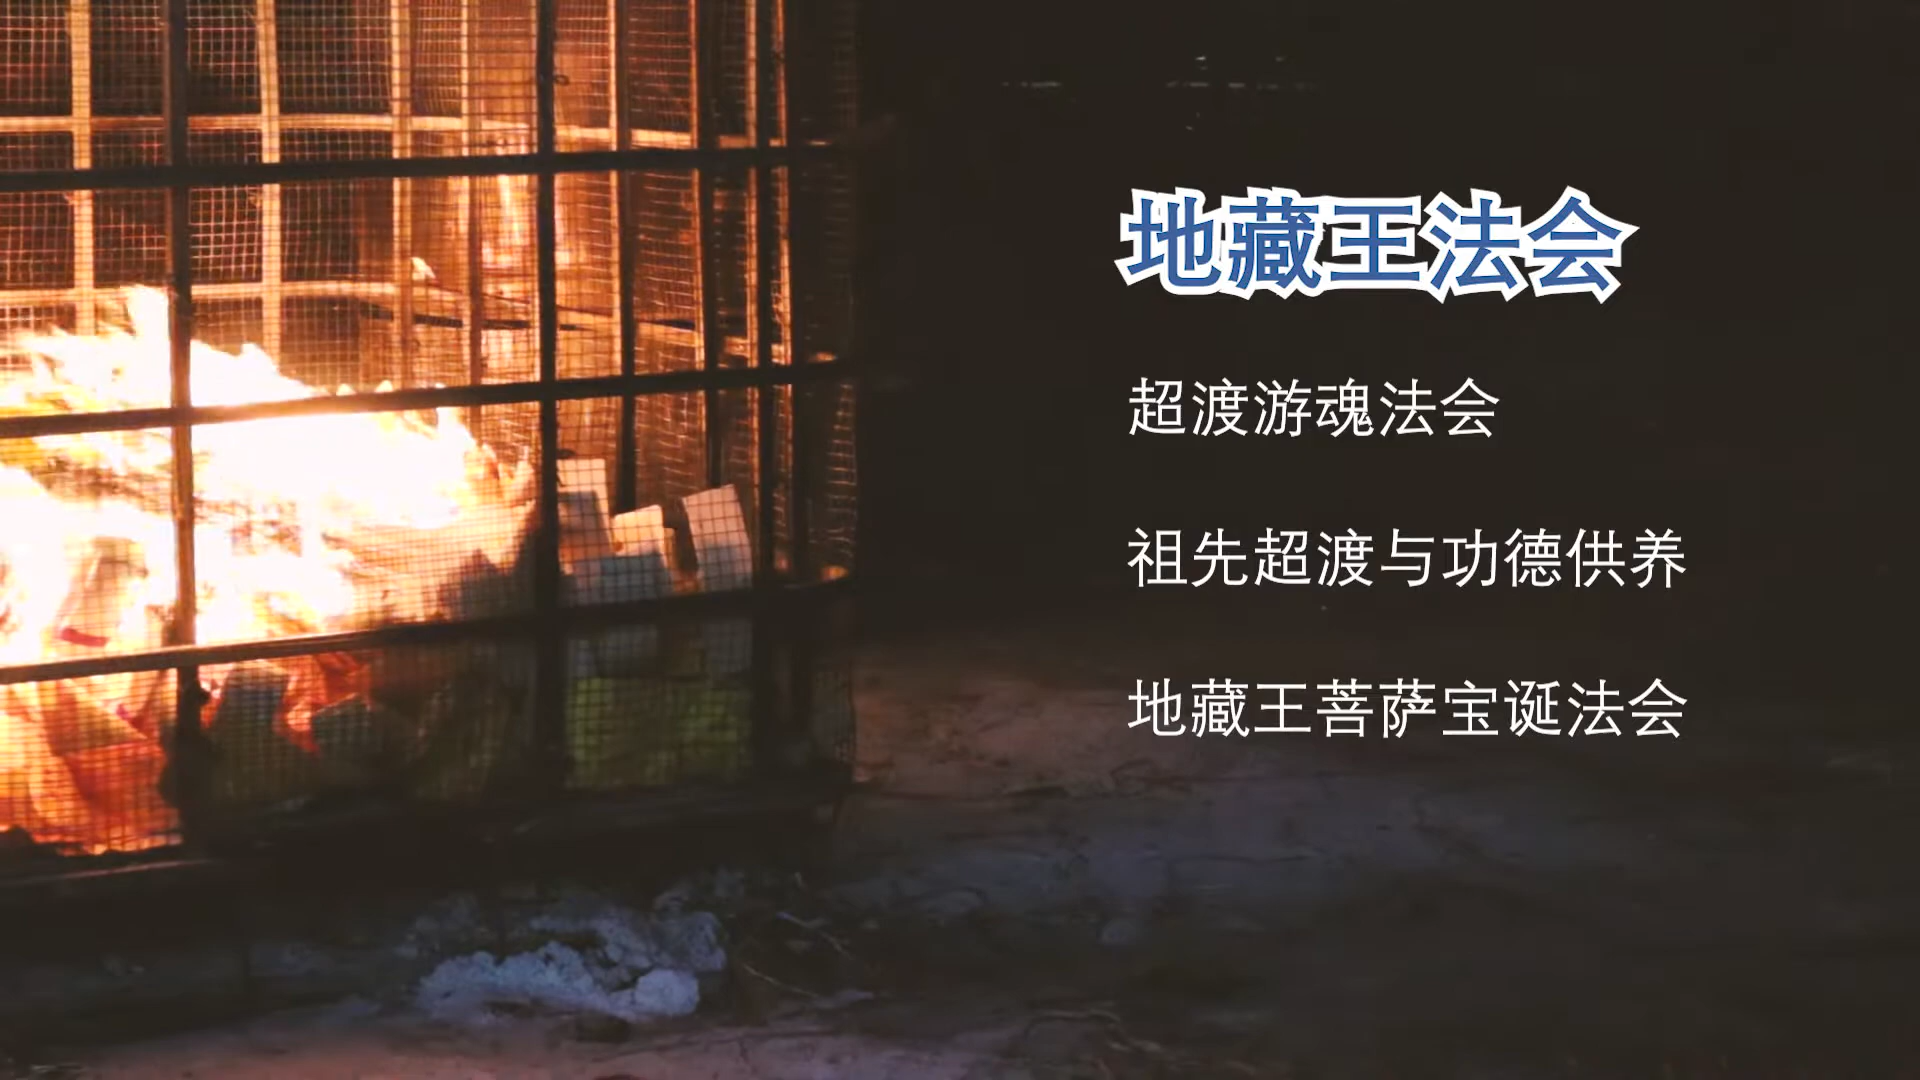 地藏王法会
超渡游魂法会
祖先超渡与功德供养
地藏王菩萨宝诞法会